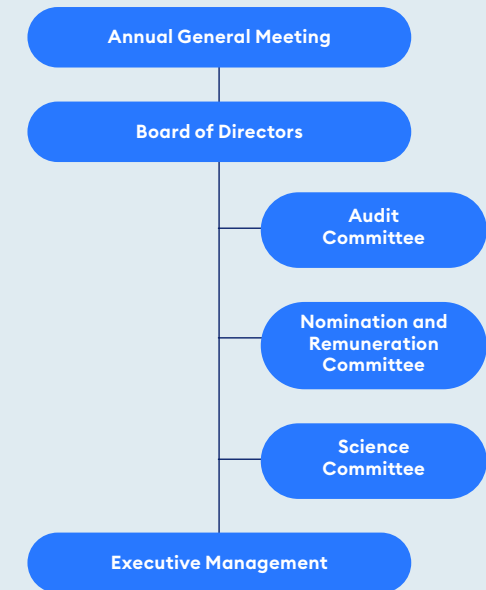 Annual General Meeting
Board of Directors
Audit
Committee
Nomination and
Remuneration
Committee
Science
Committee
Executive Management